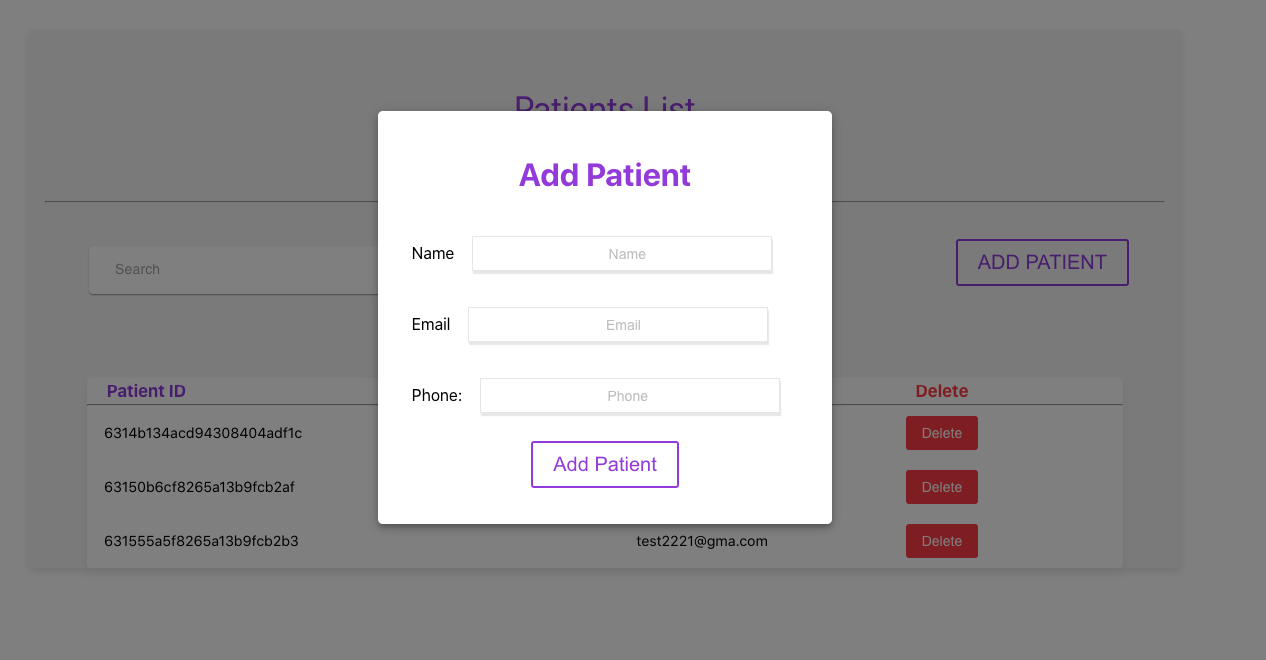 Patients List
Add Patient
Name Name
Search
ADD PATIENT
Email Email
Patient ID
Delete
Phone: Phone
6314b134acd94308404adf1c
Delete
Add Patient
63150b6cf8265a13b9fcb2af
Delete
631555a5f8265a13b9fcb2b3
test2221@gma.com
Delete